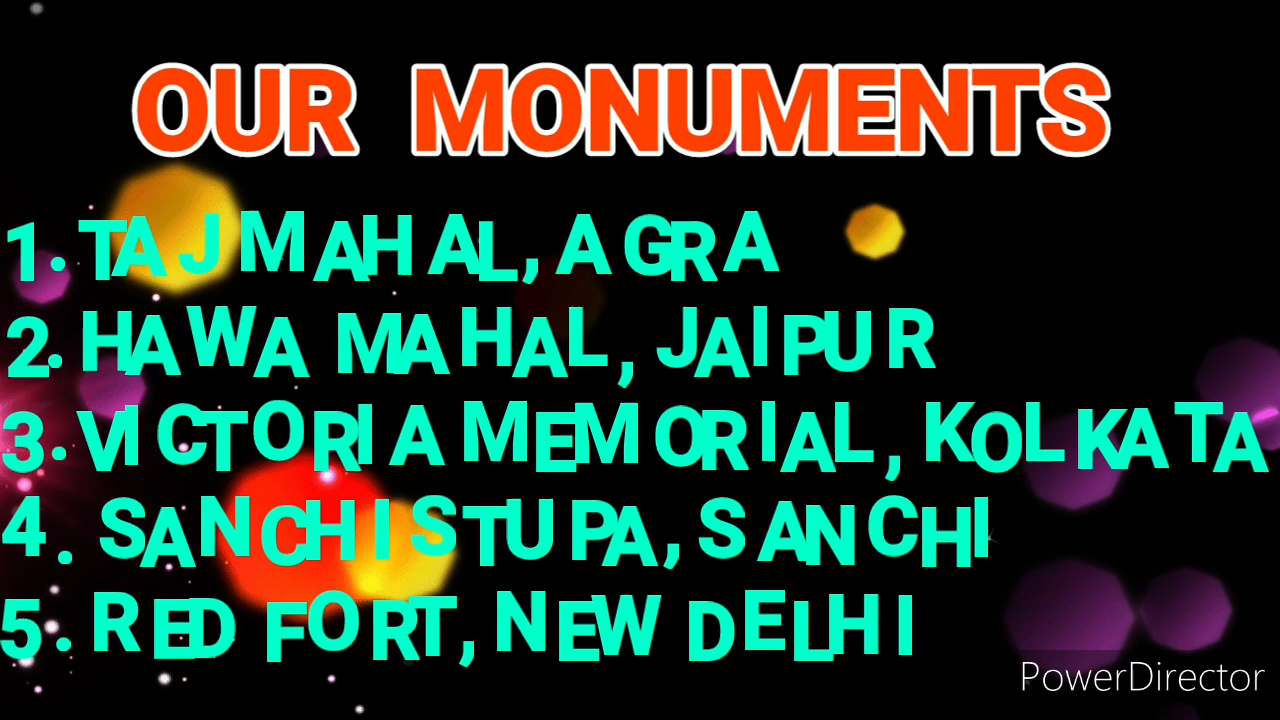 OUR MONUMENTS
1. TAJ MAHAL, AGRA
2. HAWA MAHAL, JAIPUR
3. VICTORIA MEMORIAL, KOLKATA
4. SANCHI STUPA, SANCHI
5. RED FORT, NEW DELHI
PowerDirector